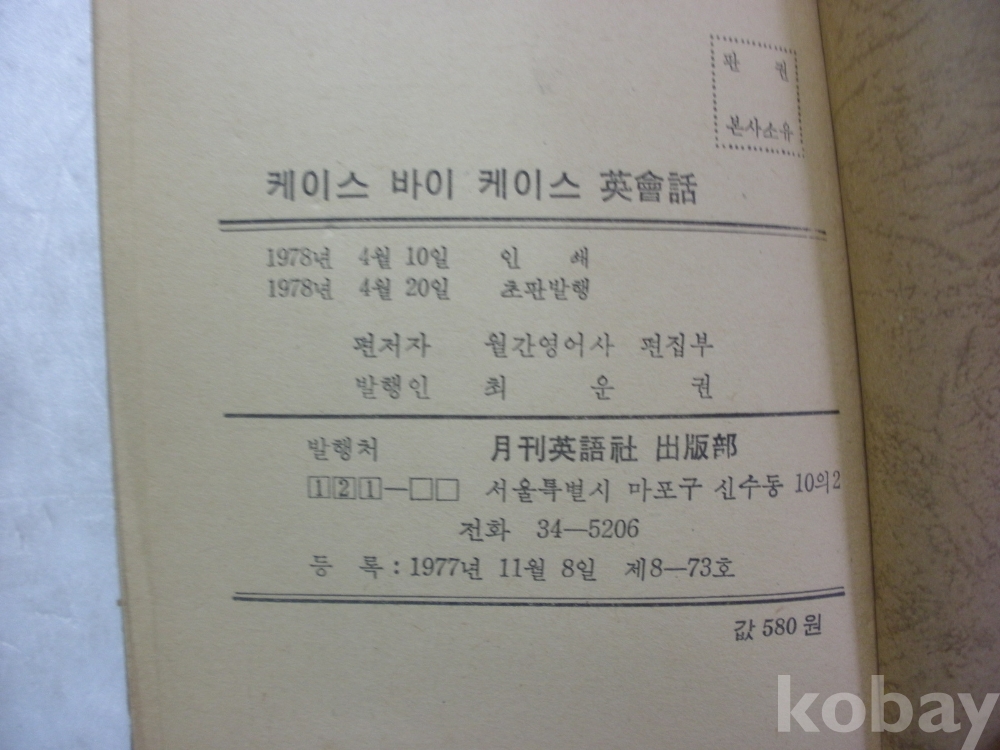 판 권
본사소유
케이스 바이 케이스 英會話
1978년 4월 10일 인 쇄
1978년 4월 20일 초판발행
편저자 월간영어사 편집부
발행인 최 운 권
발행처 月刊英語社 出版部
121―□□ 서울특별시 마포구 신수동 10의2
전화 34―5206
등 록 : 1977년 11월 8일 제8―73호
값 580원
kobay